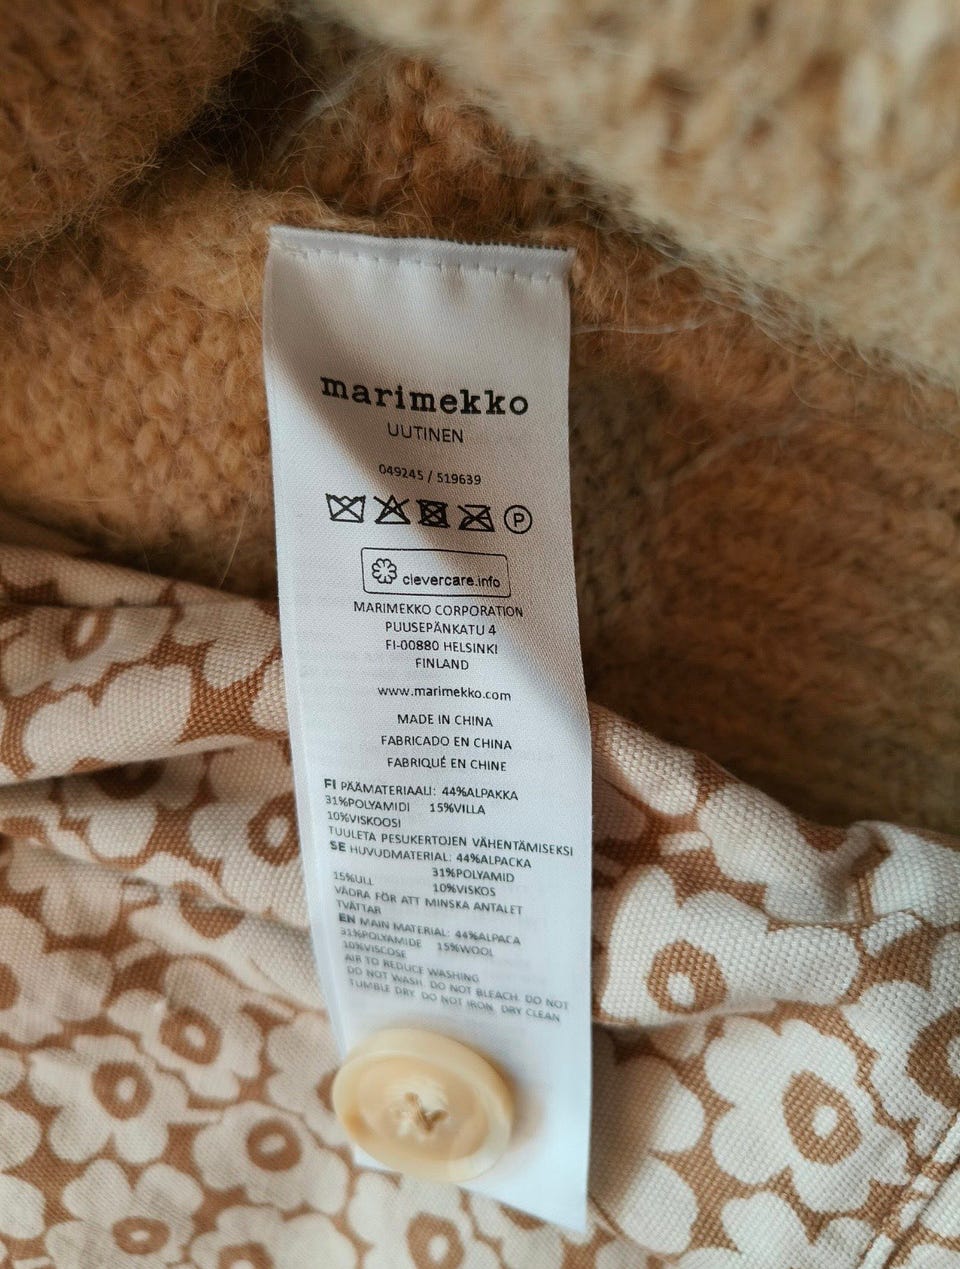 marimekko
UUTINEN
049245 / 519639
P
clevercare.info
MARIMEKKO CORPORATION
PUUSEPÄNKATU 4
FI-00880 HELSINKI
FINLAND
www.marimekko.com
MADE IN CHINA
FABRICADO EN CHINA
FABRIQUÉ EN CHINE
FI PÄÄMATERIAALI: 44%ALPAKKA
31%POLYAMIDI 15%VILLA
10%VISKOOSI
TUULETA PESUKERTOJEN VÄHENTÄMISEKSI
SE HUVUDMATERIAL: 44%ALPACKA
31%POLYAMID
15%ULL 10%VISKOS
VÄDRA FÖR ATT MINSKA ANTALET
TVÄTTAR
EN MAIN MATERIAL: 44%ALPACA
31%POLYAMIDE 15%WOOL
10%VISCOSE
AIR TO REDUCE WASHING
DO NOT WASH. DO NOT BLEACH. DO NOT
TUMBLE DRY. DO NOT IRON. DRY CLEAN